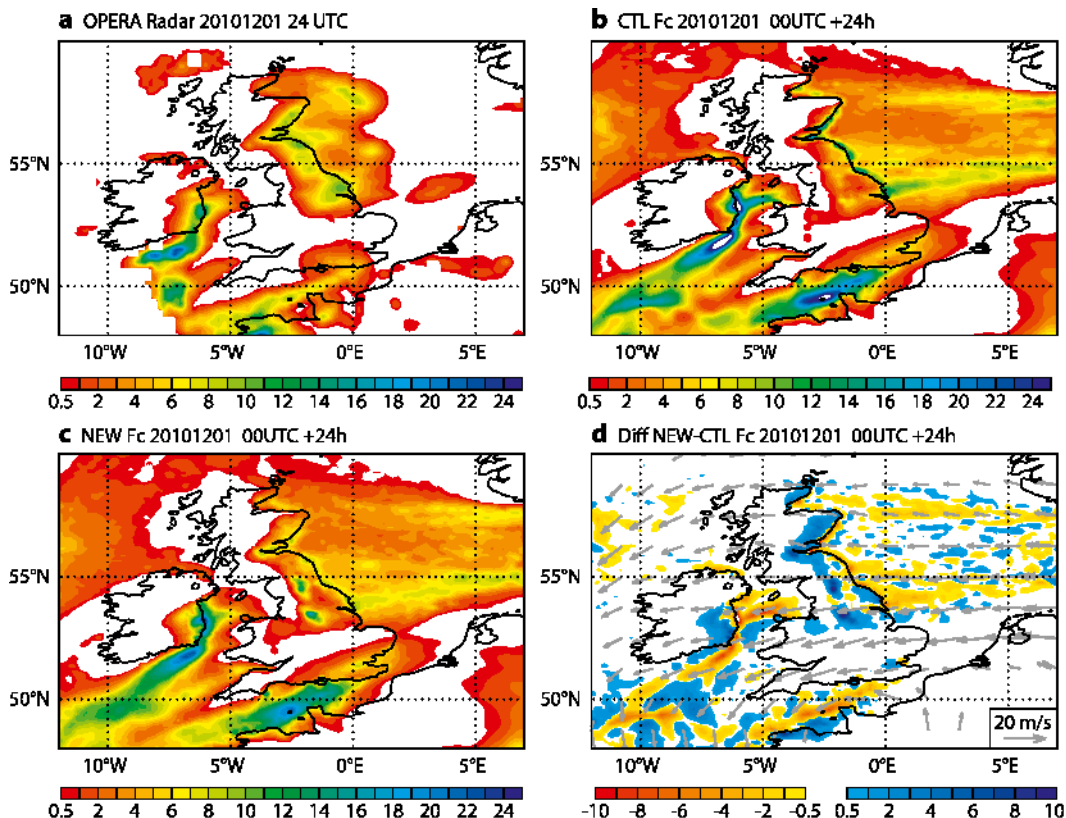 a OPERA Radar 20101201 24 UTC
b CTL Fc 20101201 00UTC +24h
55°N
50°N
10°W 5°W 0°E 5°E
0.5 2 4 6 8 10 12 14 16 18 20 22 24
55°N
50°N
10°W 5°W 0°E 5°E
0.5 2 4 6 8 10 12 14 16 18 20 22 24
c NEW Fc 20101201 00UTC +24h
d Diff NEW-CTL Fc 20101201 00UTC +24h
55°N
50°N
10°W 5°W 0°E 5°E
0.5 2 4 6 8 10 12 14 16 18 20 22 24
55°N
50°N
20 m/s
10°W 5°W 0°E 5°E
-10 -8 -6 -4 -2 -0.5 0.5 2 4 6 8 10